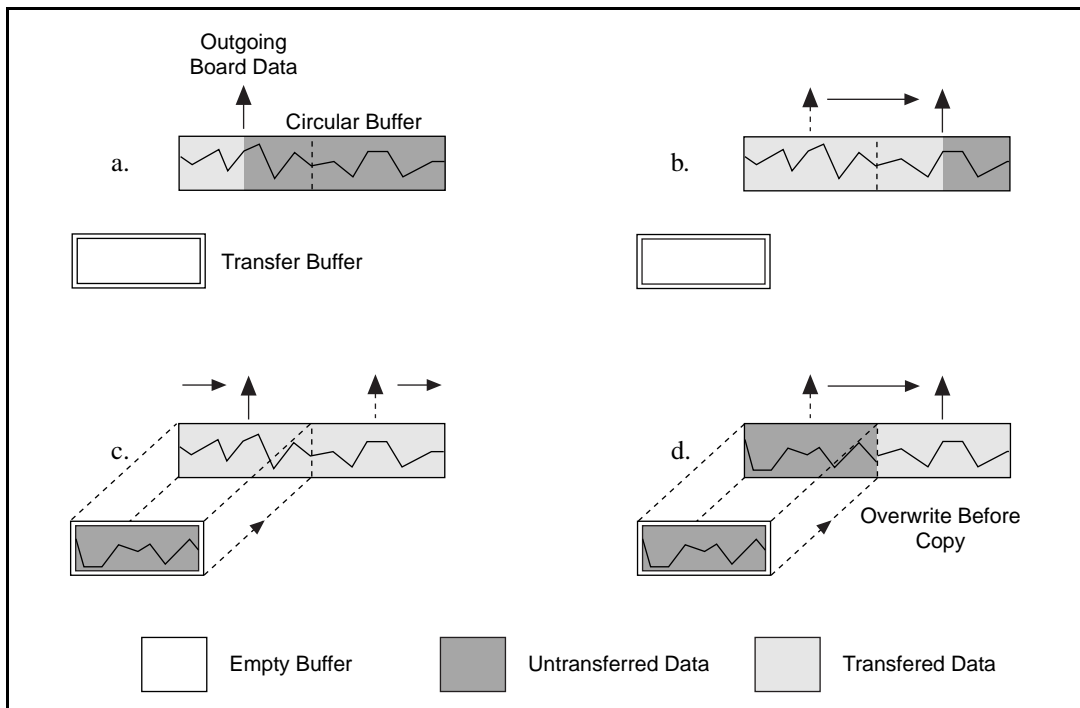 Outgoing
Board Data
Circular Buffer
a.
b.
Transfer Buffer
c.
d.
Overwrite Before
Copy
Empty Buffer
Untransferred Data
Transfered Data